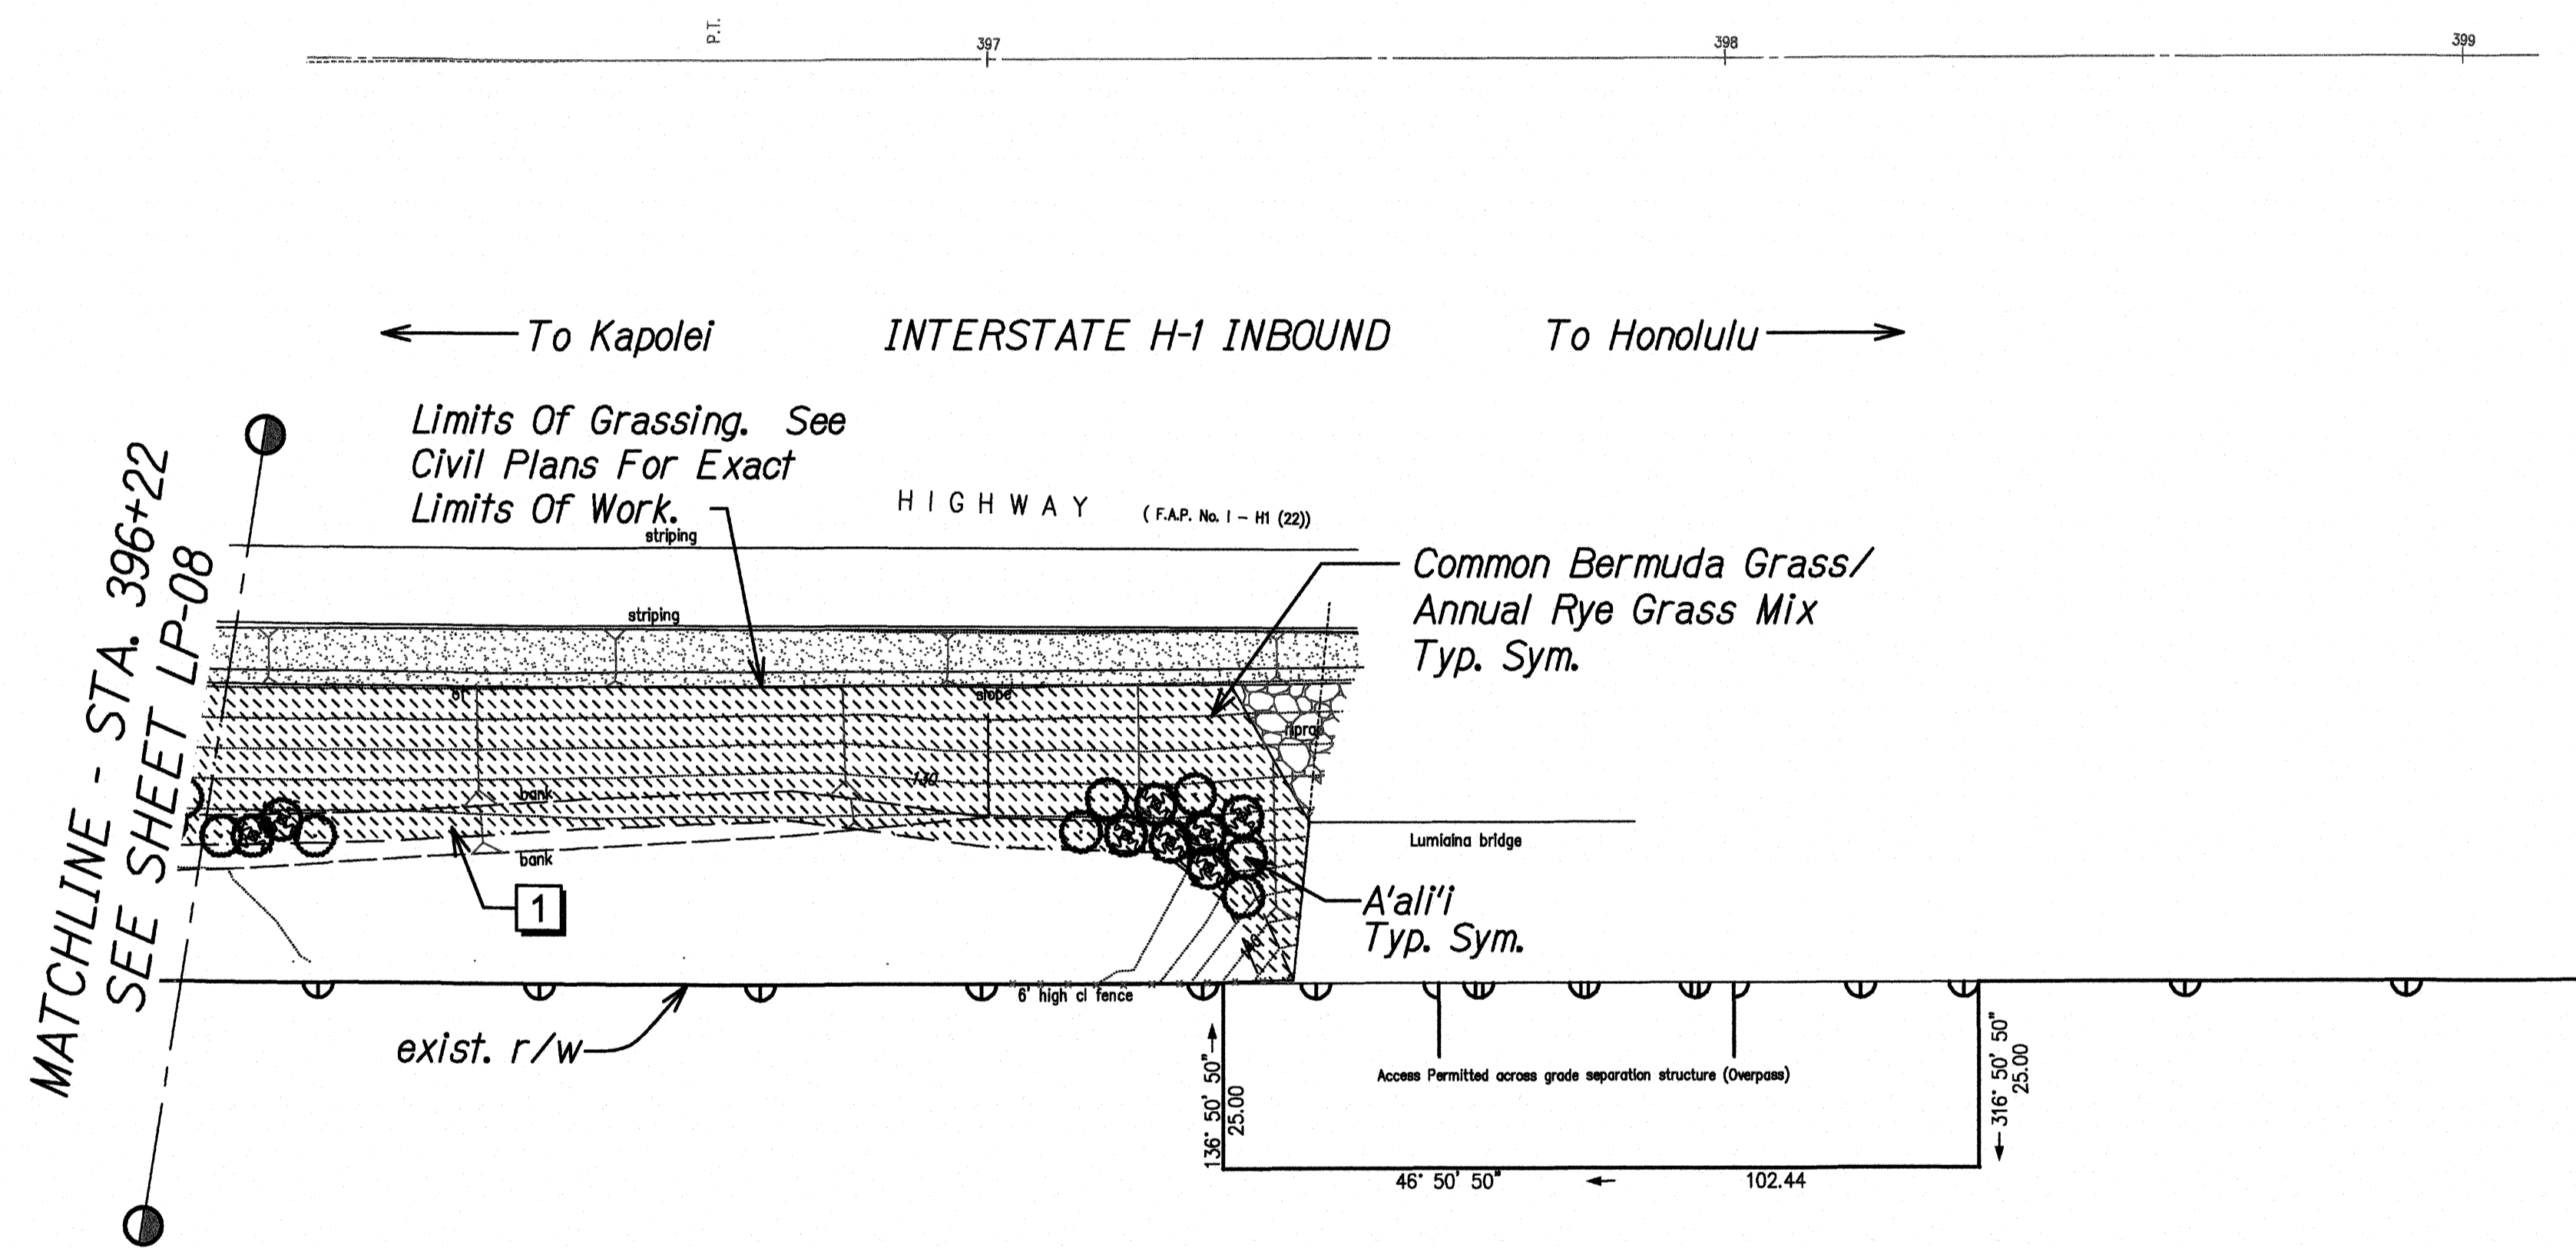 P.T.
397
398
399
To Kapolei
INTERSTATE H-1 INBOUND
To Honolulu
Limits Of Grassing. See
Civil Plans For Exact
Limits Of Work.
HIGHWAY
( F.A.P. No. I - H1 (22))
striping
striping
Common Bermuda Grass/
Annual Rye Grass Mix
Typ. Sym.
MATCHLINE - STA. 396+22
SEE SHEET LP-08
slope
riprap
130
bank
bank
Lumiaina bridge
1
A'ali'i
Typ. Sym.
6' high cl fence
exist. r/w
136° 50' 50"
25.00
Access Permitted across grade separation structure (Overpass)
316° 50' 50"
25.00
46° 50' 50"
102.44